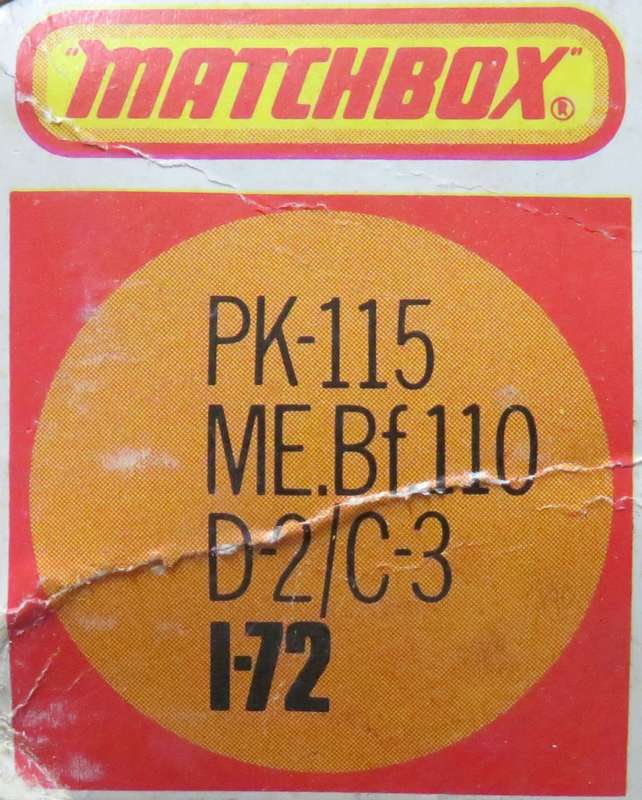 "MATCHBOX"®
PK-115
ME.Bf 110
D-2/C-3
1-72